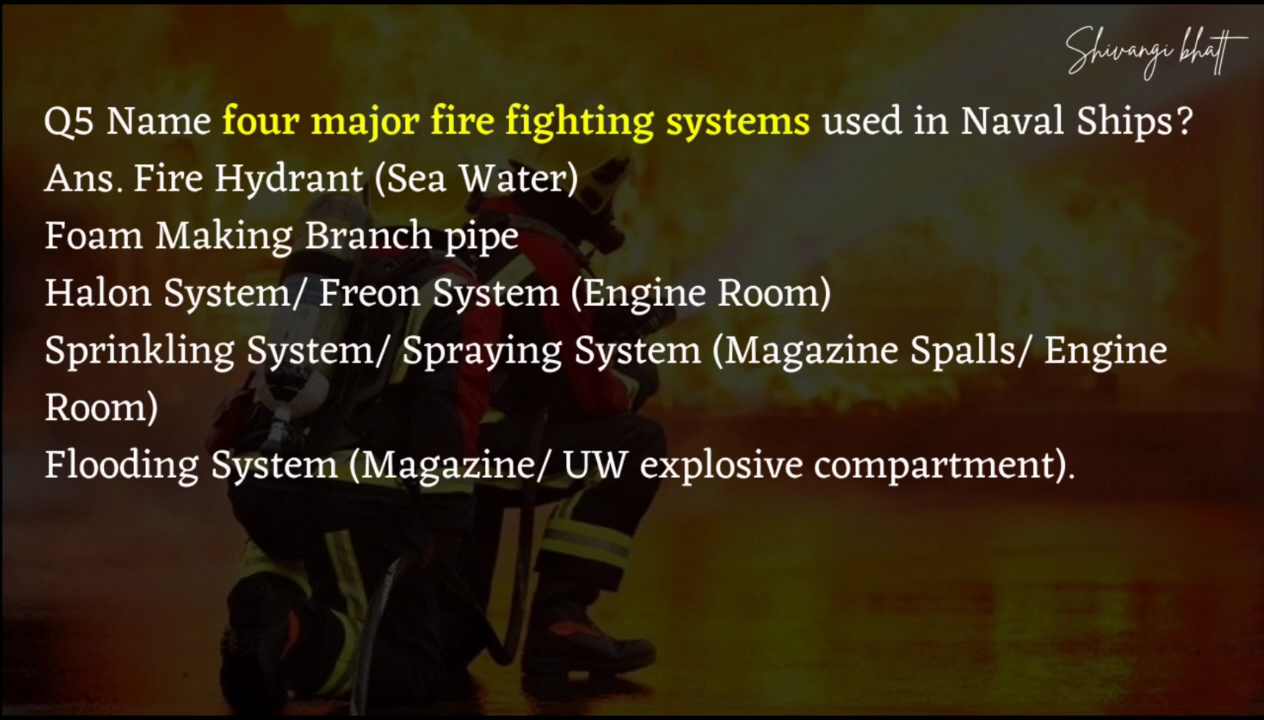 Shivangi bhatt
Q5 Name four major fire fighting systems used in Naval Ships?
Ans. Fire Hydrant (Sea Water)
Foam Making Branch pipe
Halon System/ Freon System (Engine Room)
Sprinkling System/ Spraying System (Magazine Spalls/ Engine
Room)
Flooding System (Magazine/ UW explosive compartment).